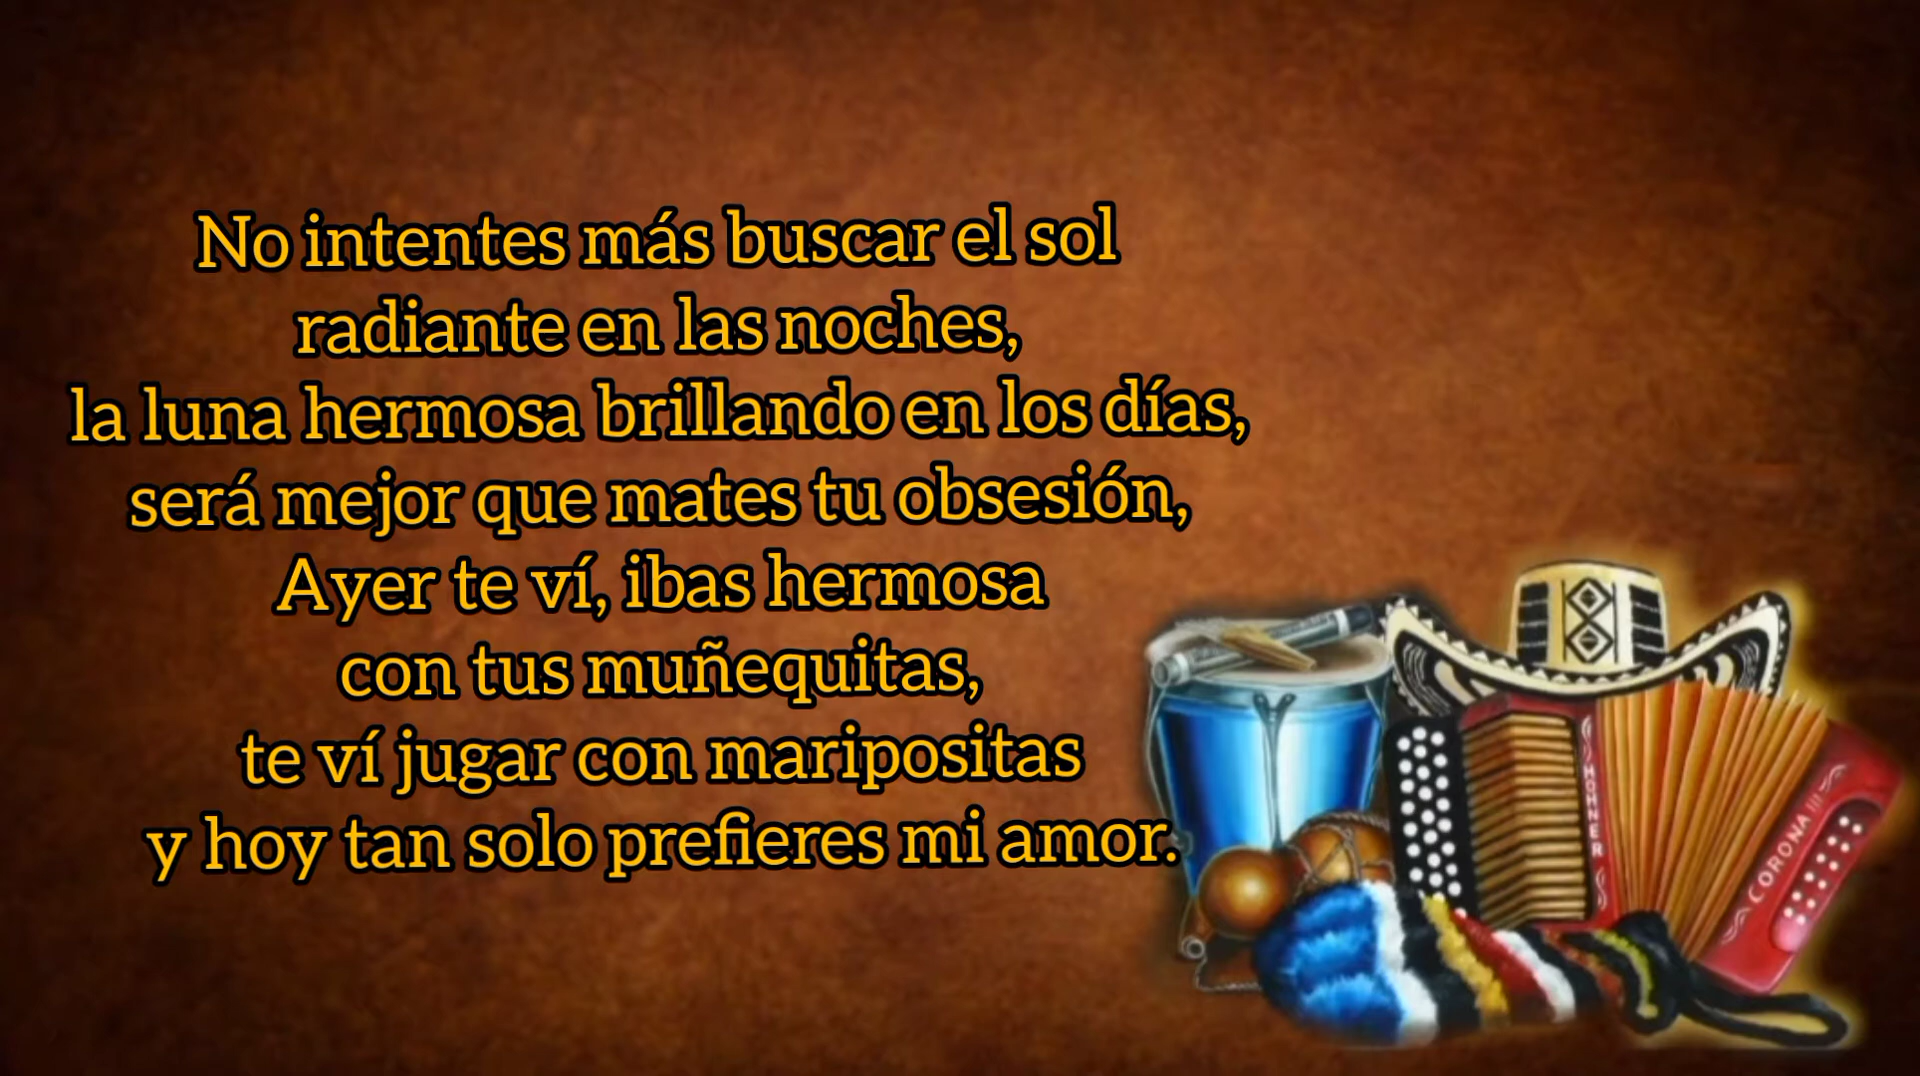 No intentes más buscar el sol
radiante en las noches,
la luna hermosa brillando en los días,
será mejor que mates tu obsesión,
Ayer te ví, ibas hermosa
con tus muñequitas,
te ví jugar con maripositas
y hoy tan solo prefieres mi amor.
HOHNER
CORONA III